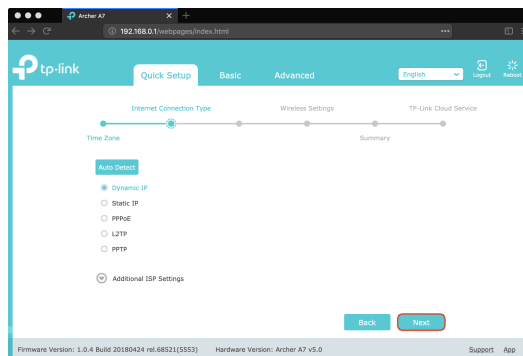 Archer A7
192.168.0.1/webpages/index.html
tp-link
Quick Setup Basic Advanced English Logout Reboot
Internet Connection Type Wireless Settings TP-Link Cloud Service
Time Zone Summary
Auto Detect
Dynamic IP
Static IP
PPPoE
L2TP
PPTP
Additional ISP Settings
Back Next
Firmware Version: 1.0.4 Build 20180424 rel.68521(5553) Hardware Version: Archer A7 v5.0 Support App